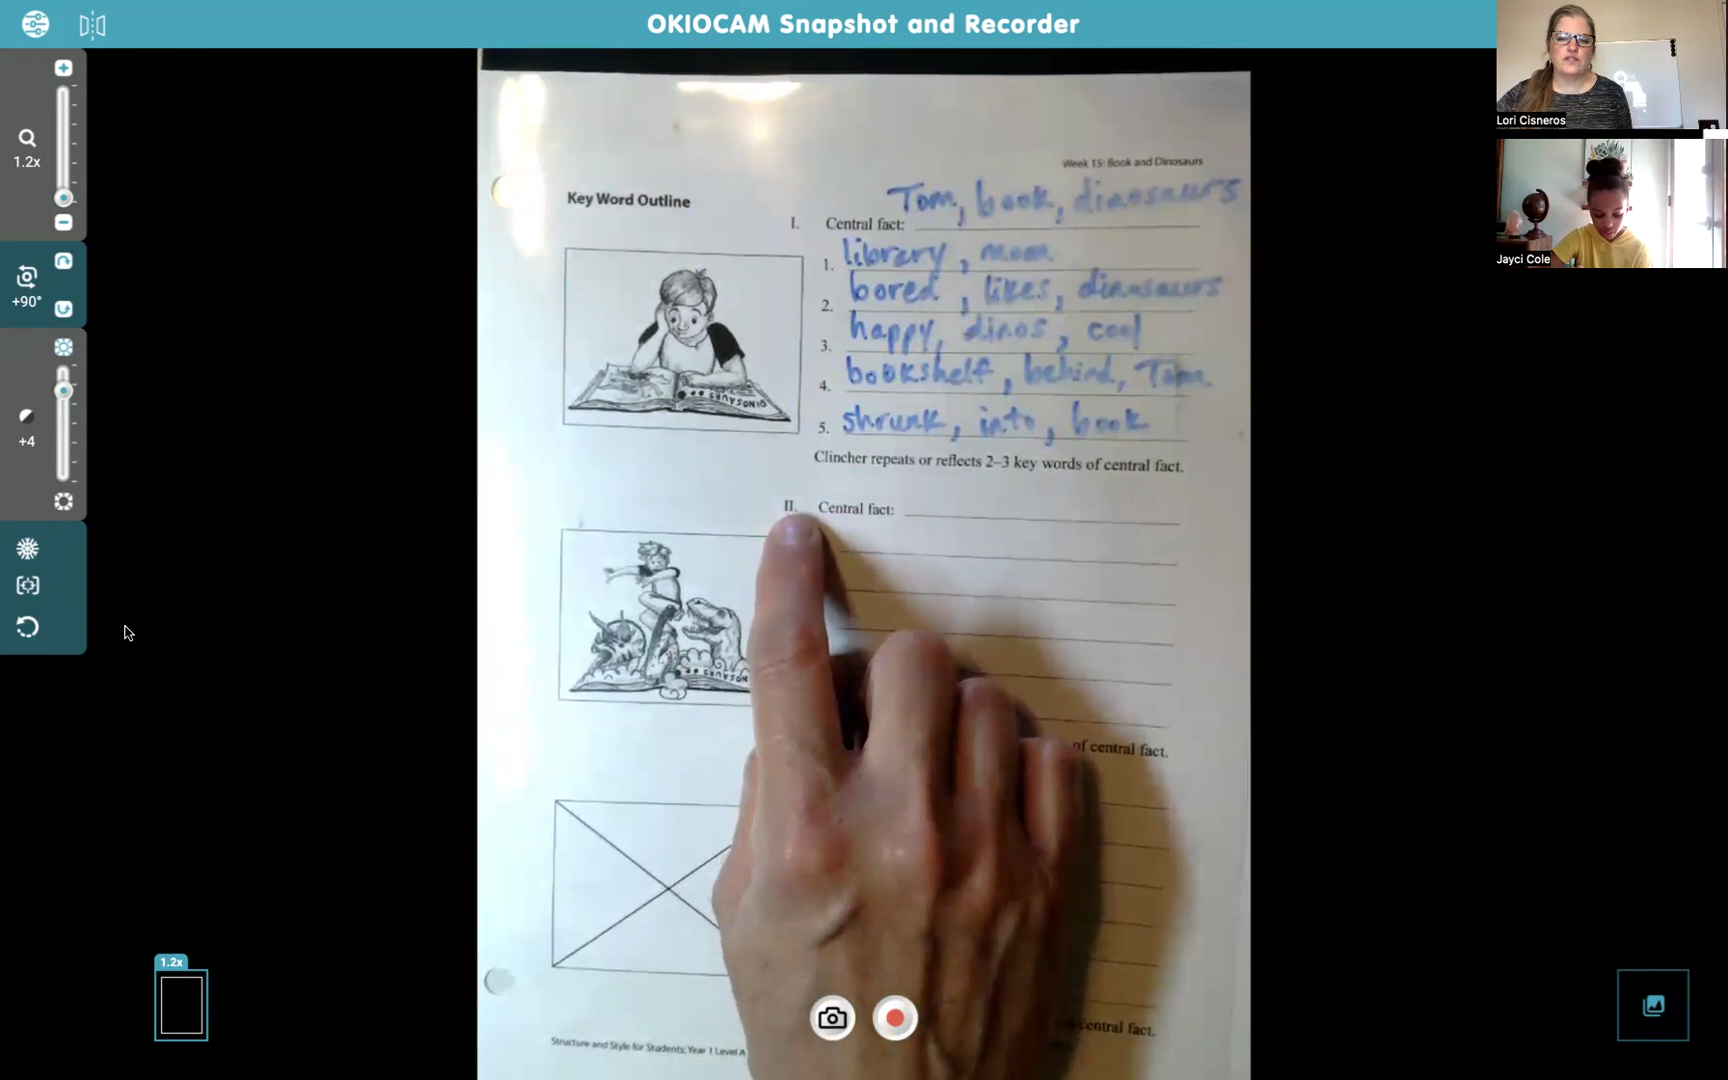 OKIOCAM Snapshot and Recorder
Lori Cisneros
Jayci Cole
1.2x
+90°
+4
1.2x
Week 15: Book and Dinosaurs
Key Word Outline
Tom, book, dinosaurs
I. Central fact:
1. library, mom
2. bored, likes, dinosaurs
3. happy, dinos, cool
4. bookshelf, behind, Tom
5. shrunk, into, book
Clincher repeats or reflects 2–3 key words of central fact.
DINOSAURS
II. Central fact:
of central fact.
central fact.
Structure and Style for Students: Year 1 Level A